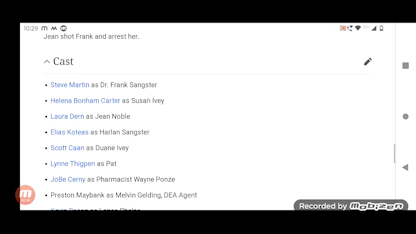 10:29
Jean shot Frank and arrest her.
Cast
• Steve Martin as Dr. Frank Sangster
• Helena Bonham Carter as Susan Ivey
• Laura Dern as Jean Noble
• Elias Koteas as Harlan Sangster
• Scott Caan as Duane Ivey
• Lynne Thigpen as Pat
• JoBe Cerny as Pharmacist Wayne Ponze
• Preston Maybank as Melvin Gelding, DEA Agent
Recorded by Mobizen